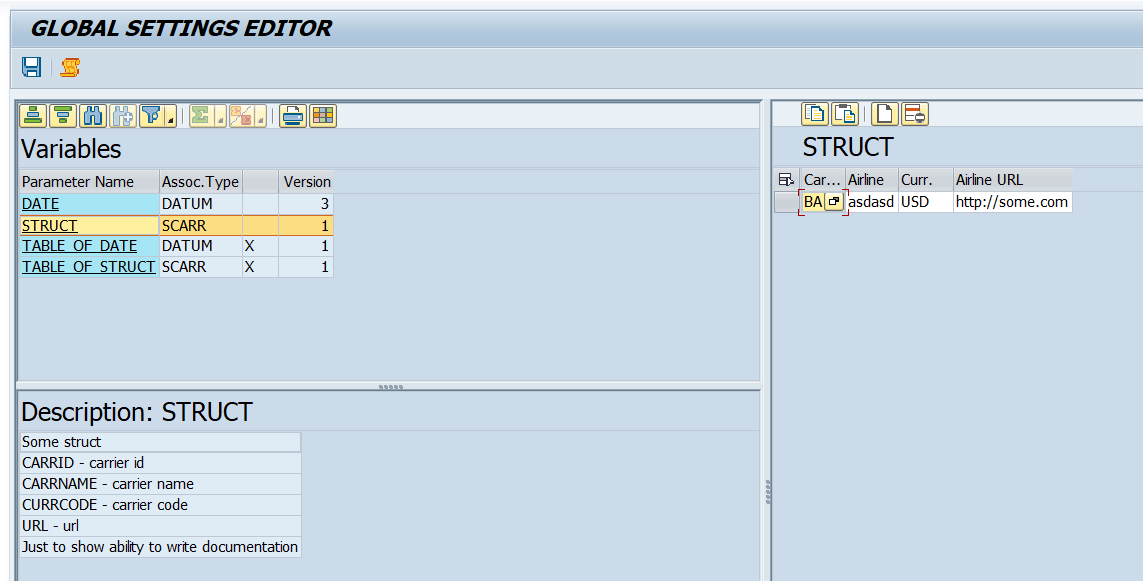 GLOBAL SETTINGS EDITOR
Variables
Parameter Name Assoc.Type Version
DATE DATUM 3
STRUCT SCARR 1
TABLE_OF_DATE DATUM X 1
TABLE_OF_STRUCT SCARR X 1
Description: STRUCT
Some struct
CARRID - carrier id
CARRNAME - carrier name
CURRCODE - carrier code
URL - url
Just to show ability to write documentation
STRUCT
Car... Airline Curr. Airline URL
BA asdasd USD http://some.com